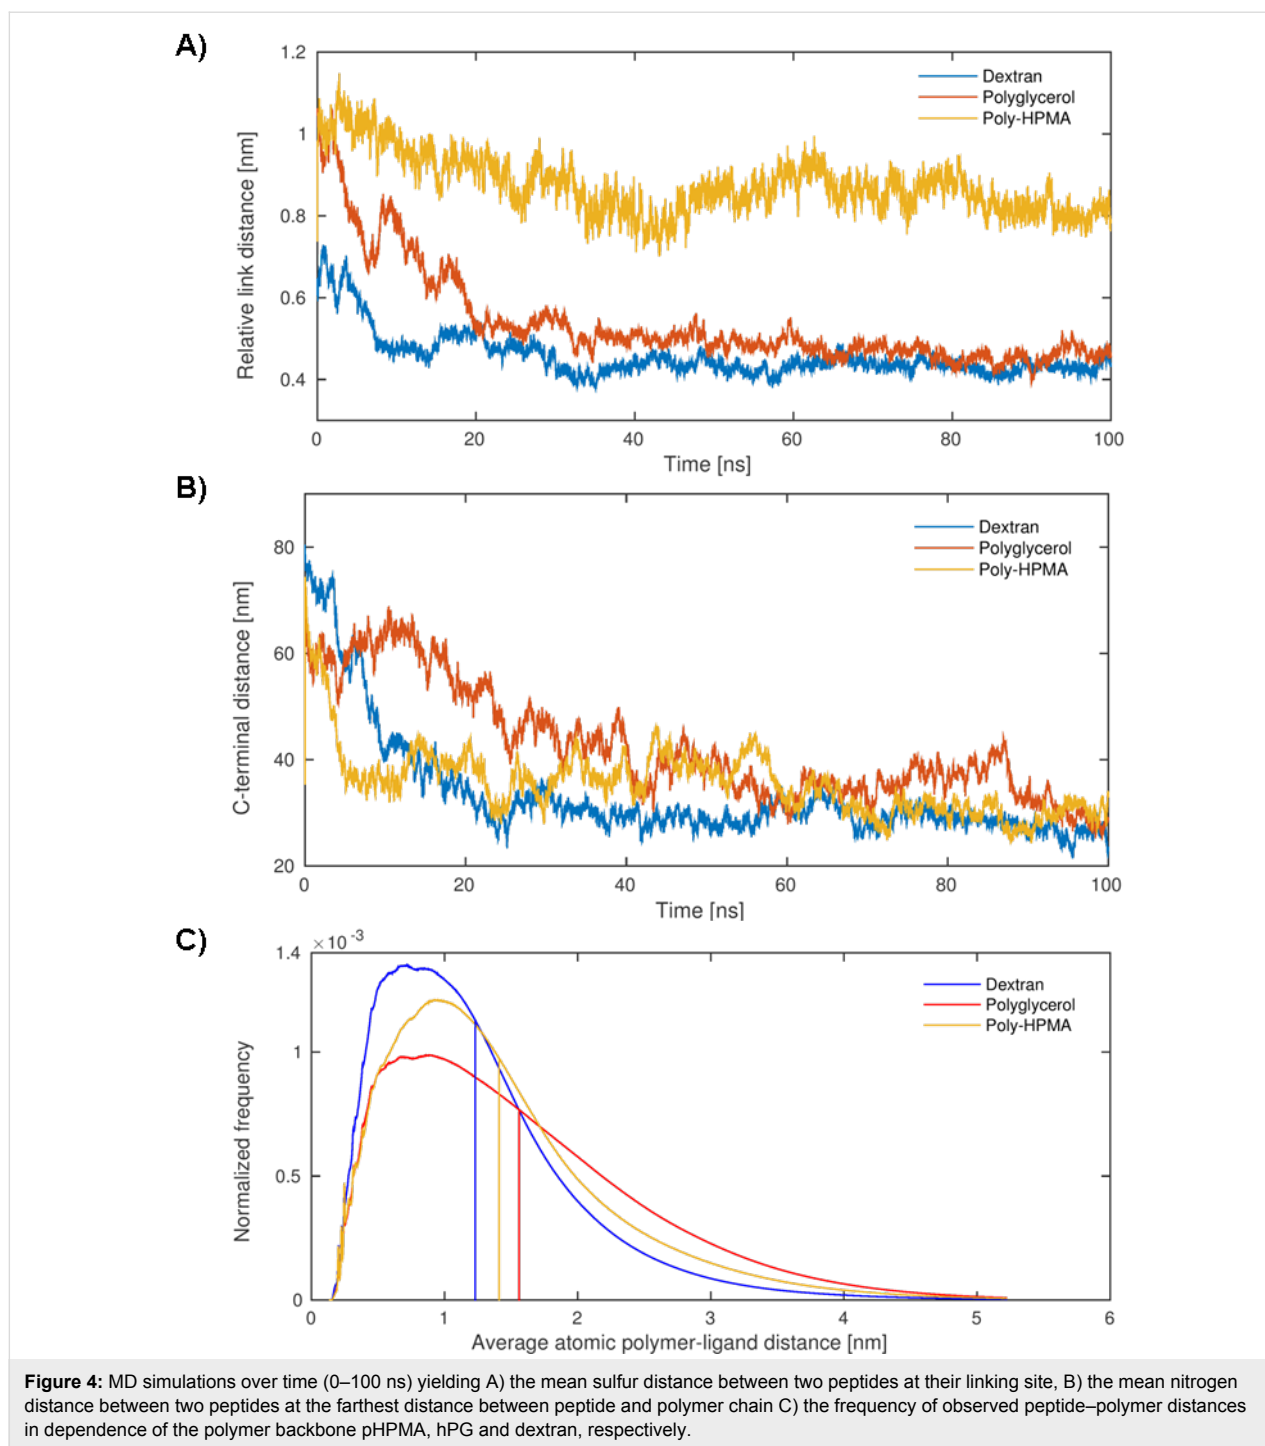 A)
1.2
1
0.8
0.6
0.4
Relative link distance [nm]
Dextran
Polyglycerol
Poly-HPMA
0 20 40 60 80 100
Time [ns]
B)
80
60
40
20
C-terminal distance [nm]
Dextran
Polyglycerol
Poly-HPMA
0 20 40 60 80 100
Time [ns]
C)
×10⁻³
1.4
1
0.5
0
Normalized frequency
Dextran
Polyglycerol
Poly-HPMA
0 1 2 3 4 5 6
Average atomic polymer-ligand distance [nm]
Figure 4: MD simulations over time (0–100 ns) yielding A) the mean sulfur distance between two peptides at their linking site, B) the mean nitrogen
distance between two peptides at the farthest distance between peptide and polymer chain C) the frequency of observed peptide–polymer distances
in dependence of the polymer backbone pHPMA, hPG and dextran, respectively.